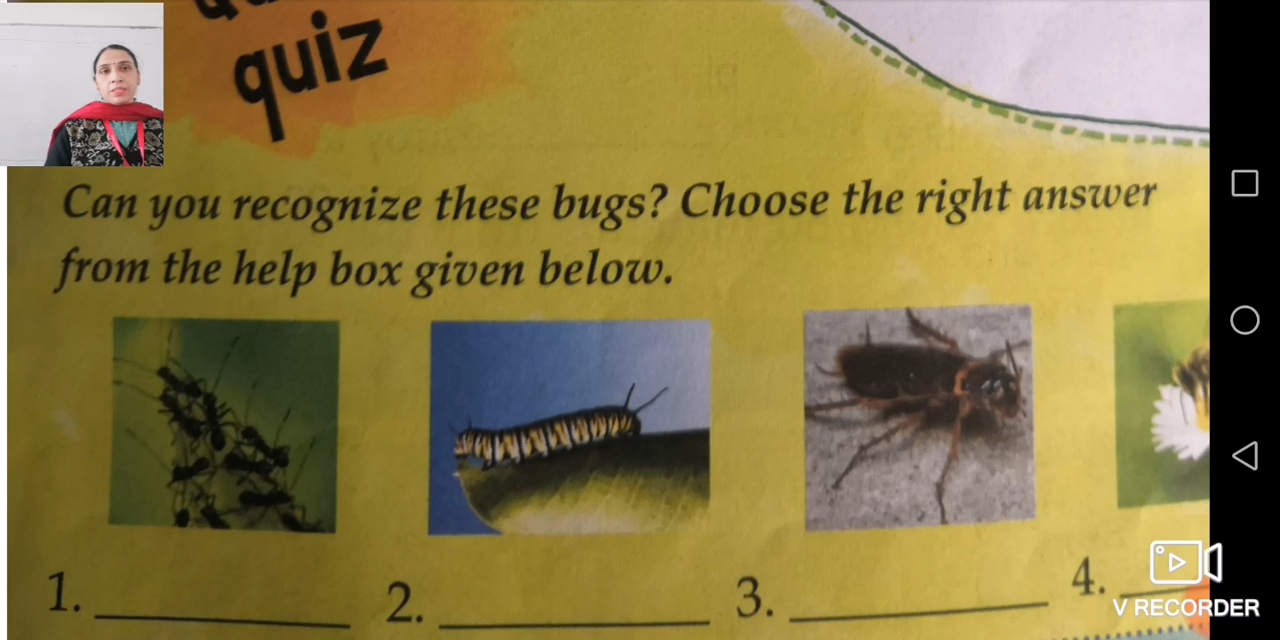 quiz
Can you recognize these bugs? Choose the right answer
from the help box given below.
1.
2.
3.
4.
V RECORDER